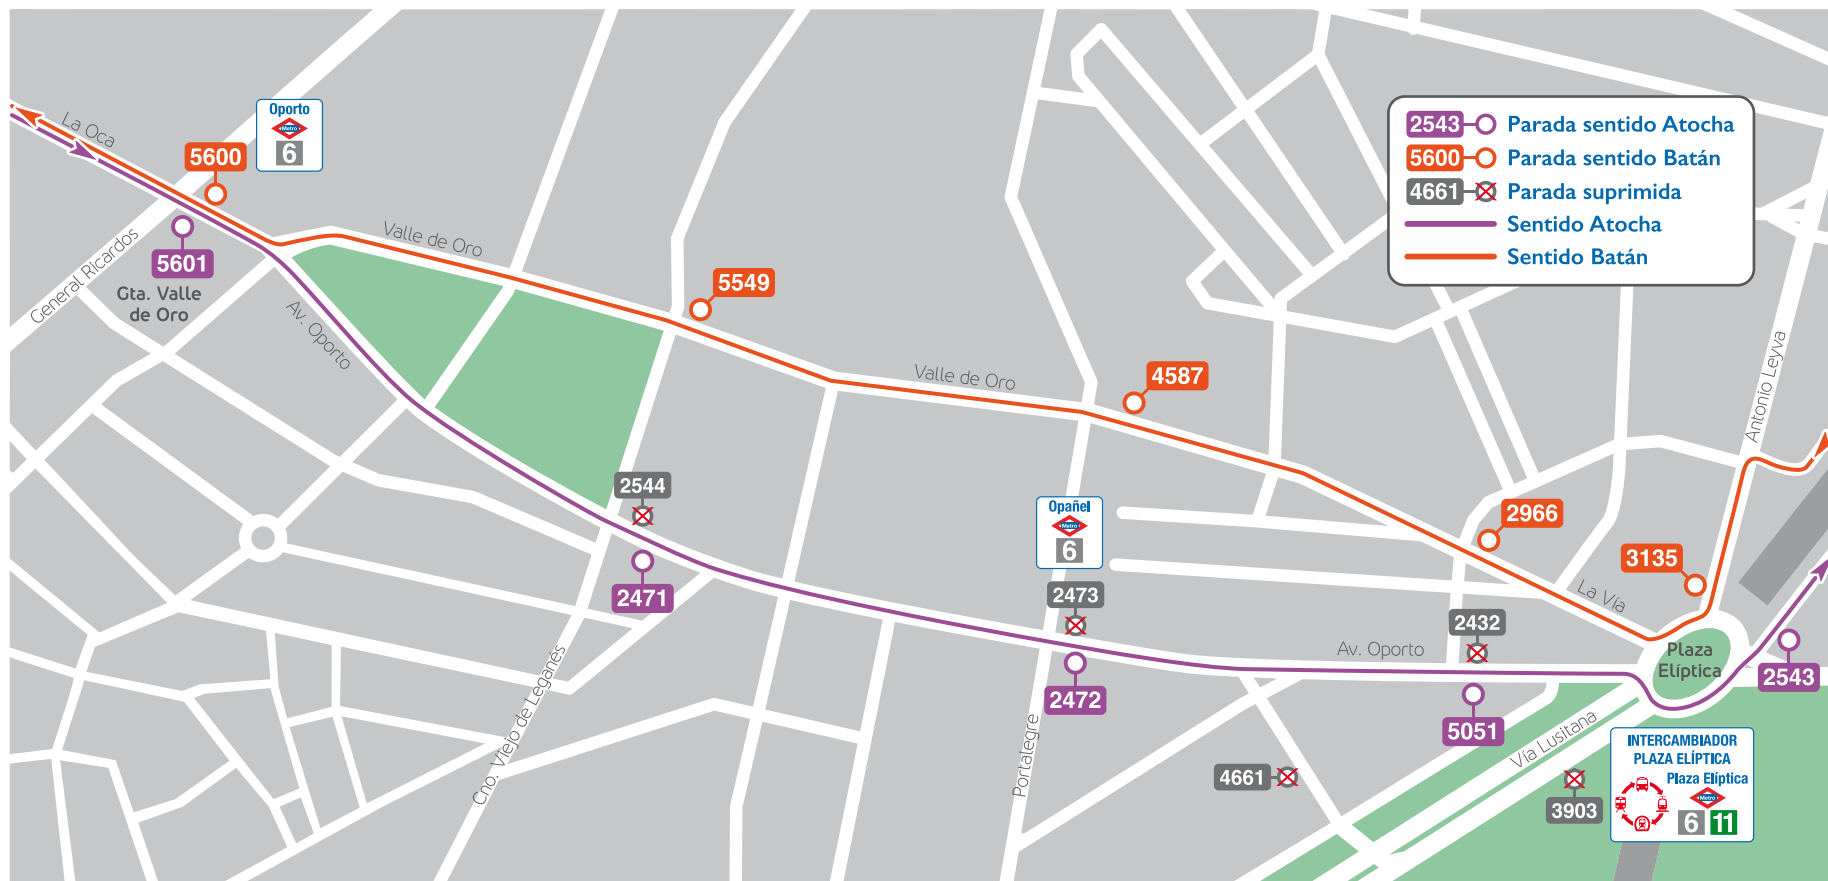 La Oca
5600
Oporto
Metro
6
General Ricardos
5601
Gta. Valle
de Oro
Av. Oporto
Valle de Oro
5549
Valle de Oro
4587
2543 Parada sentido Atocha
5600 Parada sentido Batán
4661 Parada suprimida
Sentido Atocha
Sentido Batán
Antonio Leyva
2544
2471
Opañel
Metro
6
2473
2472
Portalegre
Cno. Viejo de Leganés
2966
3135
La Vía
2432
Av. Oporto
5051
Plaza
Elíptica
2543
Vía Lusitana
4661
3903
INTERCAMBIADOR
PLAZA ELÍPTICA
Plaza Elíptica
Metro
6 11